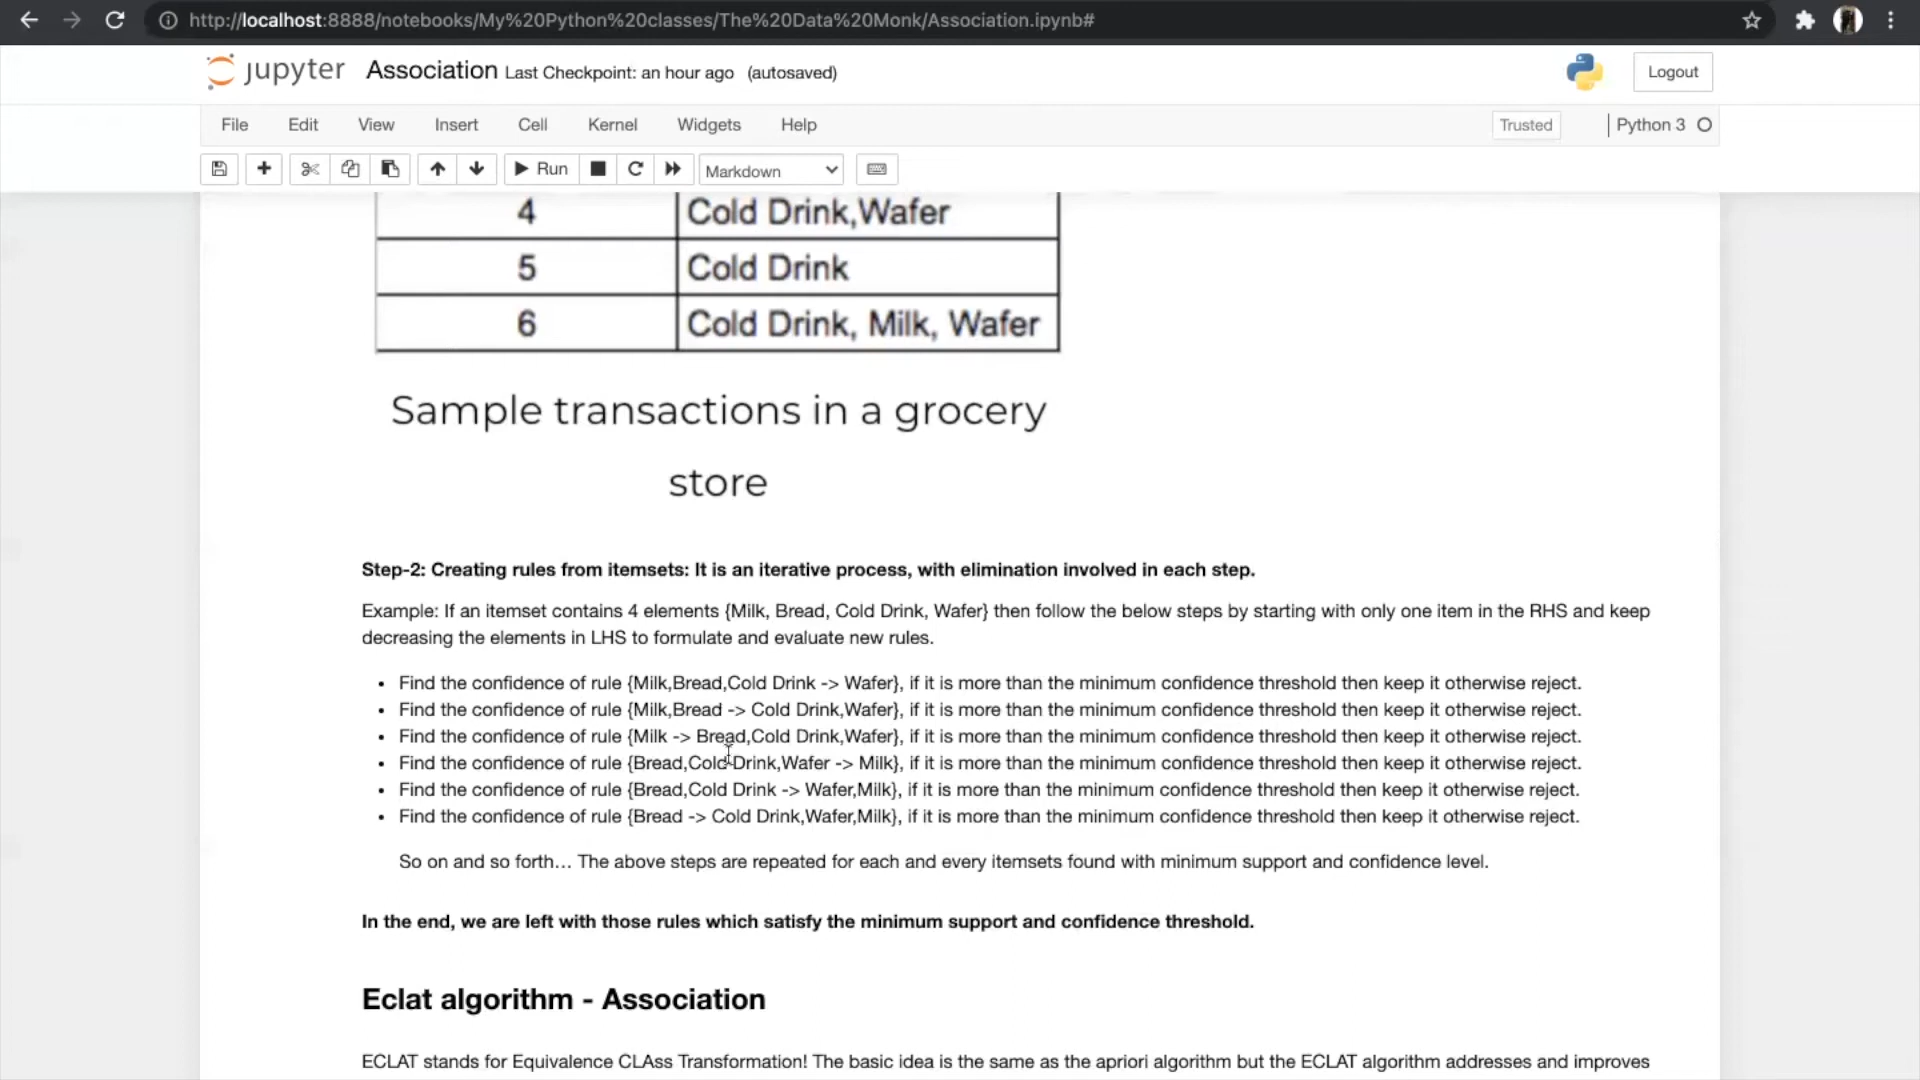 http://localhost:8888/notebooks/My%20Python%20classes/The%20Data%20Monk/Association.ipynb#
jupyter Association Last Checkpoint: an hour ago (autosaved) Logout
File Edit View Insert Cell Kernel Widgets Help Trusted Python 3
Run Markdown
4 Cold Drink,Wafer
5 Cold Drink
6 Cold Drink, Milk, Wafer
Sample transactions in a grocery
store
Step-2: Creating rules from itemsets: It is an iterative process, with elimination involved in each step.
Example: If an itemset contains 4 elements {Milk, Bread, Cold Drink, Wafer} then follow the below steps by starting with only one item in the RHS and keep
decreasing the elements in LHS to formulate and evaluate new rules.
• Find the confidence of rule {Milk,Bread,Cold Drink -> Wafer}, if it is more than the minimum confidence threshold then keep it otherwise reject.
• Find the confidence of rule {Milk,Bread -> Cold Drink,Wafer}, if it is more than the minimum confidence threshold then keep it otherwise reject.
• Find the confidence of rule {Milk -> Bread,Cold Drink,Wafer}, if it is more than the minimum confidence threshold then keep it otherwise reject.
• Find the confidence of rule {Bread,Cold Drink,Wafer -> Milk}, if it is more than the minimum confidence threshold then keep it otherwise reject.
• Find the confidence of rule {Bread,Cold Drink -> Wafer,Milk}, if it is more than the minimum confidence threshold then keep it otherwise reject.
• Find the confidence of rule {Bread -> Cold Drink,Wafer,Milk}, if it is more than the minimum confidence threshold then keep it otherwise reject.
So on and so forth… The above steps are repeated for each and every itemsets found with minimum support and confidence level.
In the end, we are left with those rules which satisfy the minimum support and confidence threshold.
Eclat algorithm - Association
ECLAT stands for Equivalence CLAss Transformation! The basic idea is the same as the apriori algorithm but the ECLAT algorithm addresses and improves